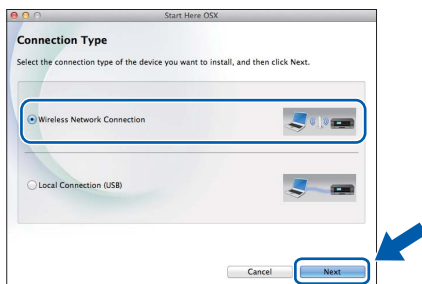 Start Here OSX
Connection Type
Select the connection type of the device you want to install, and then click Next.
Wireless Network Connection
Local Connection (USB)
Cancel
Next